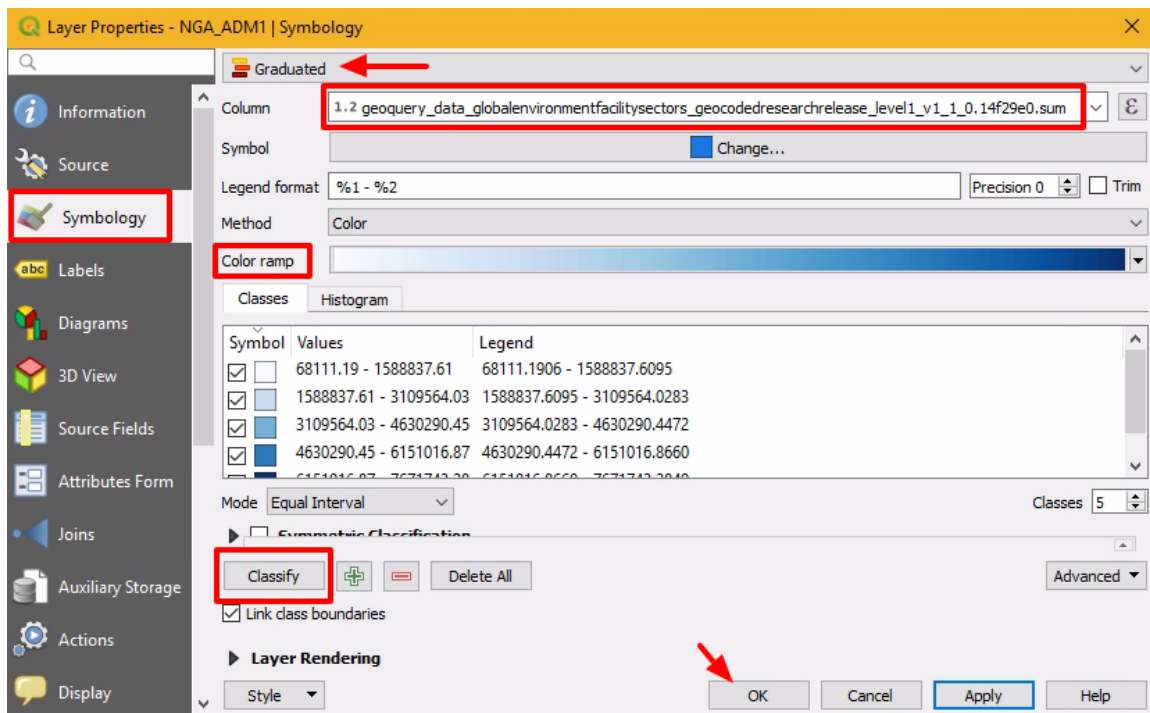 Layer Properties - NGA_ADM1 | Symbology
Information
Source
Symbology
Labels
Diagrams
3D View
Source Fields
Attributes Form
Joins
Auxiliary Storage
Actions
Display
Graduated
Column 1.2 geoquery_data_globalenvironmentfacilitysectors_geocodedresearchrelease_level1_v1_1_0.14f29e0.sum ε
Symbol Change...
Legend format %1 - %2 Precision 0 Trim
Method Color
Color ramp
Classes Histogram
Symbol Values Legend
68111.19 - 1588837.61 68111.1906 - 1588837.6095
1588837.61 - 3109564.03 1588837.6095 - 3109564.0283
3109564.03 - 4630290.45 3109564.0283 - 4630290.4472
4630290.45 - 6151016.87 4630290.4472 - 6151016.8660
Mode Equal Interval Classes 5
Symmetric Classification
Classify Delete All Advanced
Link class boundaries
Layer Rendering
Style OK Cancel Apply Help
abc